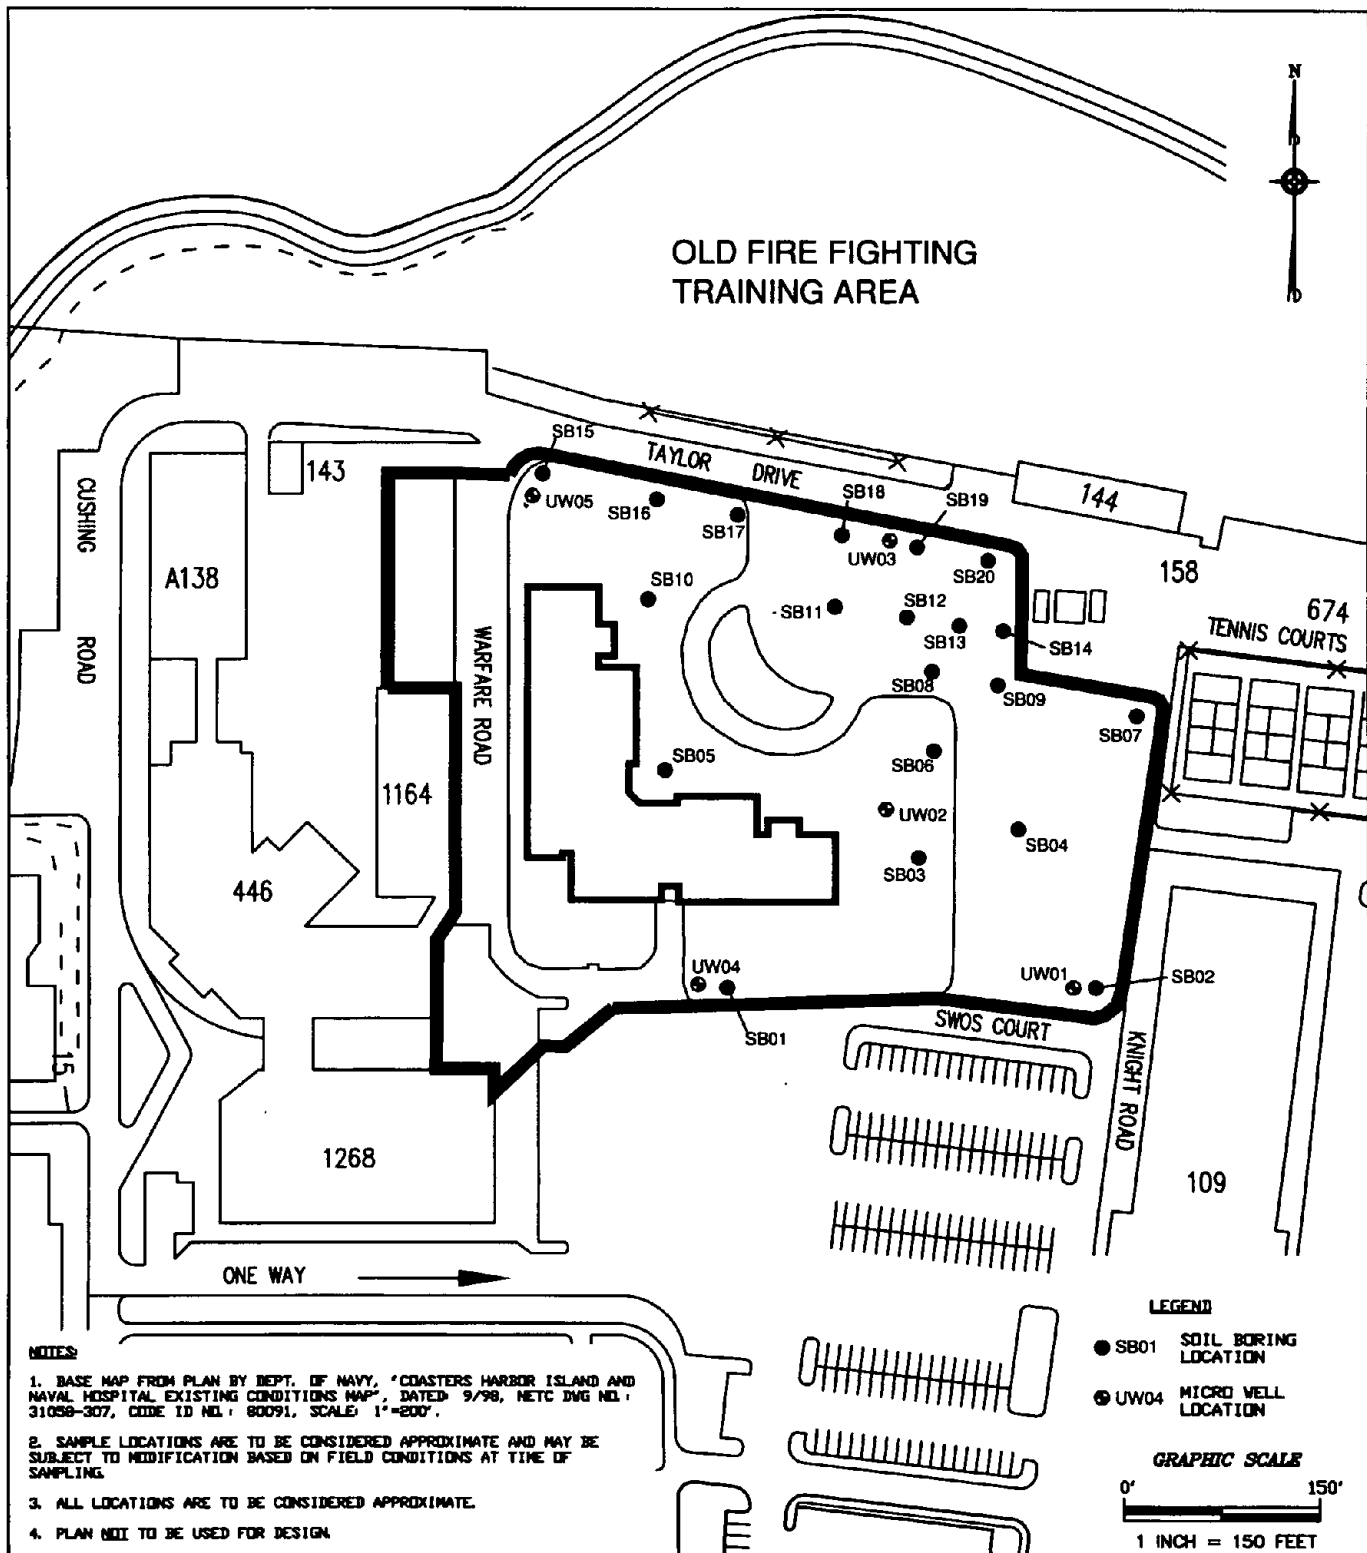 N
OLD FIRE FIGHTING
TRAINING AREA
SB15
TAYLOR DRIVE
143
CUSHING ROAD
UW05
SB16
SB17
SB18
SB19
UW03
SB20
144
158
674
TENNIS COURTS
A138
SB10
SB11
SB12
SB13
SB14
WARFARE ROAD
SB08
SB09
SB07
SB05
SB06
1164
UW02
SB04
SB03
446
UW04
SB01
UW01
SB02
SWOS COURT
KNIGHT ROAD
15
1268
109
ONE WAY
LEGEND
SB01 SOIL BORING
LOCATION
UW04 MICRO WELL
LOCATION
GRAPHIC SCALE
0' 150'
1 INCH = 150 FEET
NOTES:
1. BASE MAP FROM PLAN BY DEPT. OF NAVY, "COASTERS HARBOR ISLAND AND
NAVAL HOSPITAL EXISTING CONDITIONS MAP", DATED 9/98, NETC DWG NO.:
31058-307, CODE ID NO.: 80091, SCALE: 1"=200'.
2. SAMPLE LOCATIONS ARE TO BE CONSIDERED APPROXIMATE AND MAY BE
SUBJECT TO MODIFICATION BASED ON FIELD CONDITIONS AT TIME OF
SAMPLING.
3. ALL LOCATIONS ARE TO BE CONSIDERED APPROXIMATE.
4. PLAN NOT TO BE USED FOR DESIGN.